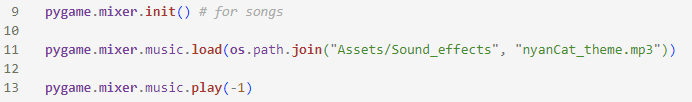 9 pygame.mixer.init() # for songs
10
11 pygame.mixer.music.load(os.path.join("Assets/Sound_effects", "nyanCat_theme.mp3"))
12
13 pygame.mixer.music.play(-1)